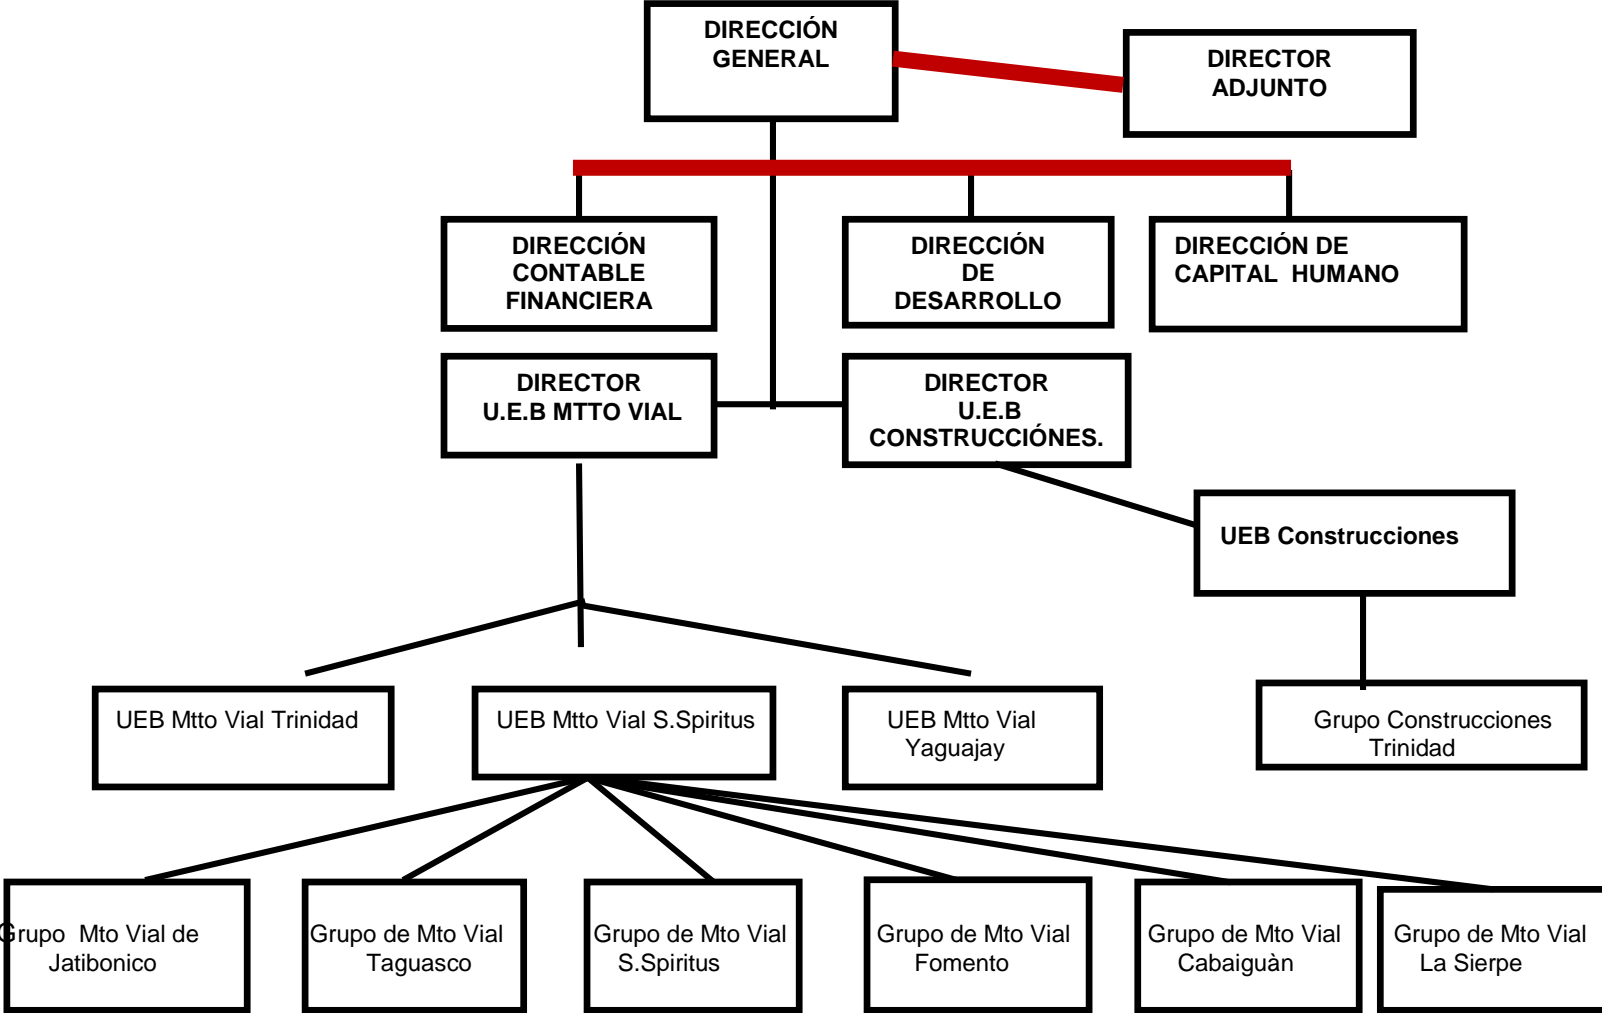 DIRECCIÓN
GENERAL
DIRECTOR
ADJUNTO
DIRECCIÓN
CONTABLE
FINANCIERA
DIRECCIÓN
DE
DESARROLLO
DIRECCIÓN DE
CAPITAL HUMANO
DIRECTOR
U.E.B MTTO VIAL
DIRECTOR
U.E.B
CONSTRUCCIÓNES.
UEB Construcciones
UEB Mtto Vial Trinidad
UEB Mtto Vial S.Spiritus
UEB Mtto Vial
Yaguajay
Grupo Construcciones
Trinidad
Grupo Mto Vial de
Jatibonico
Grupo de Mto Vial
Taguasco
Grupo de Mto Vial
S.Spiritus
Grupo de Mto Vial
Fomento
Grupo de Mto Vial
Cabaiguàn
Grupo de Mto Vial
La Sierpe